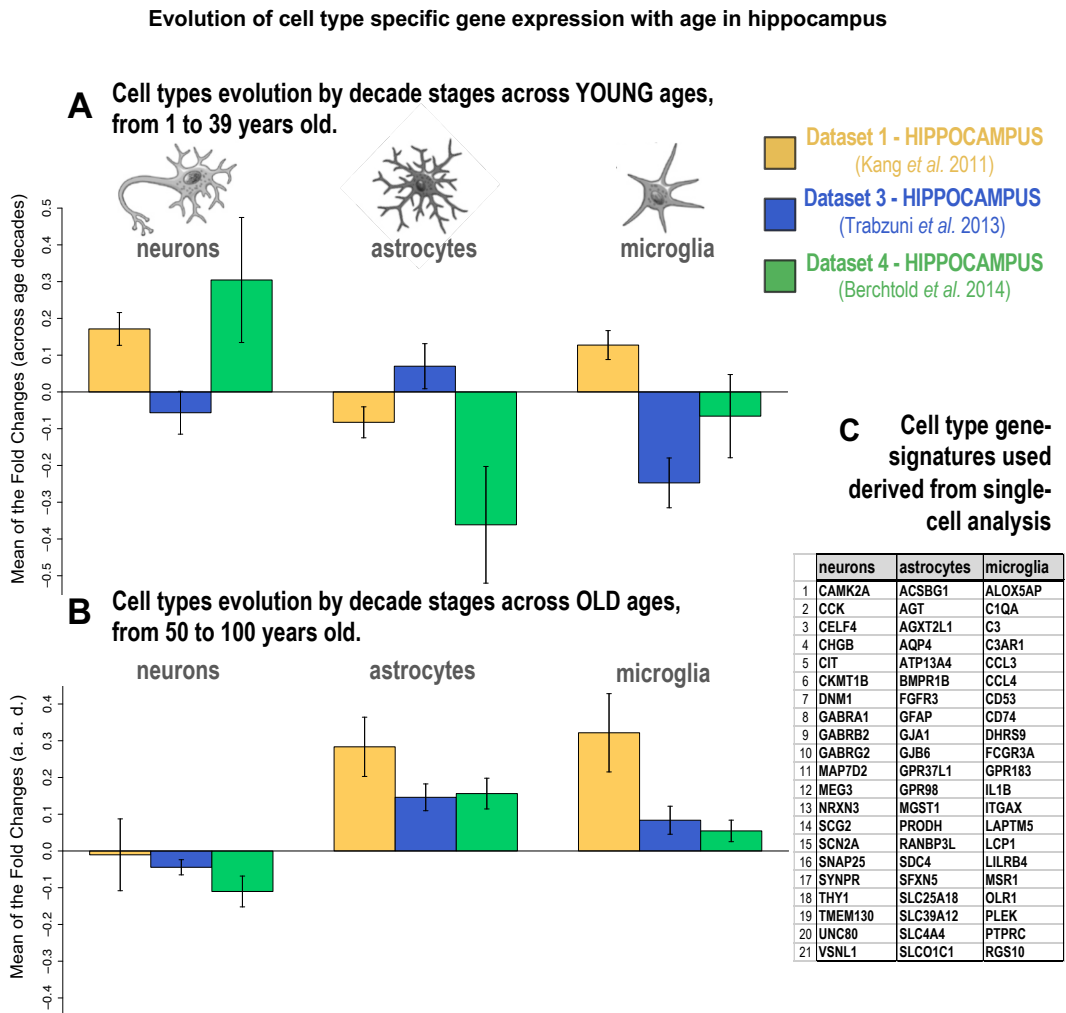 Evolution of cell type specific gene expression with age in hippocampus
A
Cell types evolution by decade stages across YOUNG ages,
from 1 to 39 years old.
Dataset 1 - HIPPOCAMPUS
(Kang et al. 2011)
Dataset 3 - HIPPOCAMPUS
(Trabzuni et al. 2013)
Dataset 4 - HIPPOCAMPUS
(Berchtold et al. 2014)
neurons astrocytes microglia
Mean of the Fold Changes (across age decades)
0.5
0.4
0.3
0.2
0.1
0.0
−0.1
−0.2
−0.3
−0.4
−0.5
B
Cell types evolution by decade stages across OLD ages,
from 50 to 100 years old.
neurons astrocytes microglia
Mean of the Fold Changes (a. a. d.)
0.4
0.3
0.2
0.1
0.0
−0.1
−0.2
−0.3
−0.4
C
Cell type gene-
signatures used
derived from single-
cell analysis
neurons astrocytes microglia
1 CAMK2A ACSBG1 ALOX5AP
2 CCK AGT C1QA
3 CELF4 AGXT2L1 C3
4 CHGB AQP4 C3AR1
5 CIT ATP13A4 CCL3
6 CKMT1B BMPR1B CCL4
7 DNM1 FGFR3 CD53
8 GABRA1 GFAP CD74
9 GABRB2 GJA1 DHRS9
10 GABRG2 GJB6 FCGR3A
11 MAP7D2 GPR37L1 GPR183
12 MEG3 GPR98 IL1B
13 NRXN3 MGST1 ITGAX
14 SCG2 PRODH LAPTM5
15 SCN2A RANBP3L LCP1
16 SNAP25 SDC4 LILRB4
17 SYNPR SFXN5 MSR1
18 THY1 SLC25A18 OLR1
19 TMEM130 SLC39A12 PLEK
20 UNC80 SLC4A4 PTPRC
21 VSNL1 SLCO1C1 RGS10